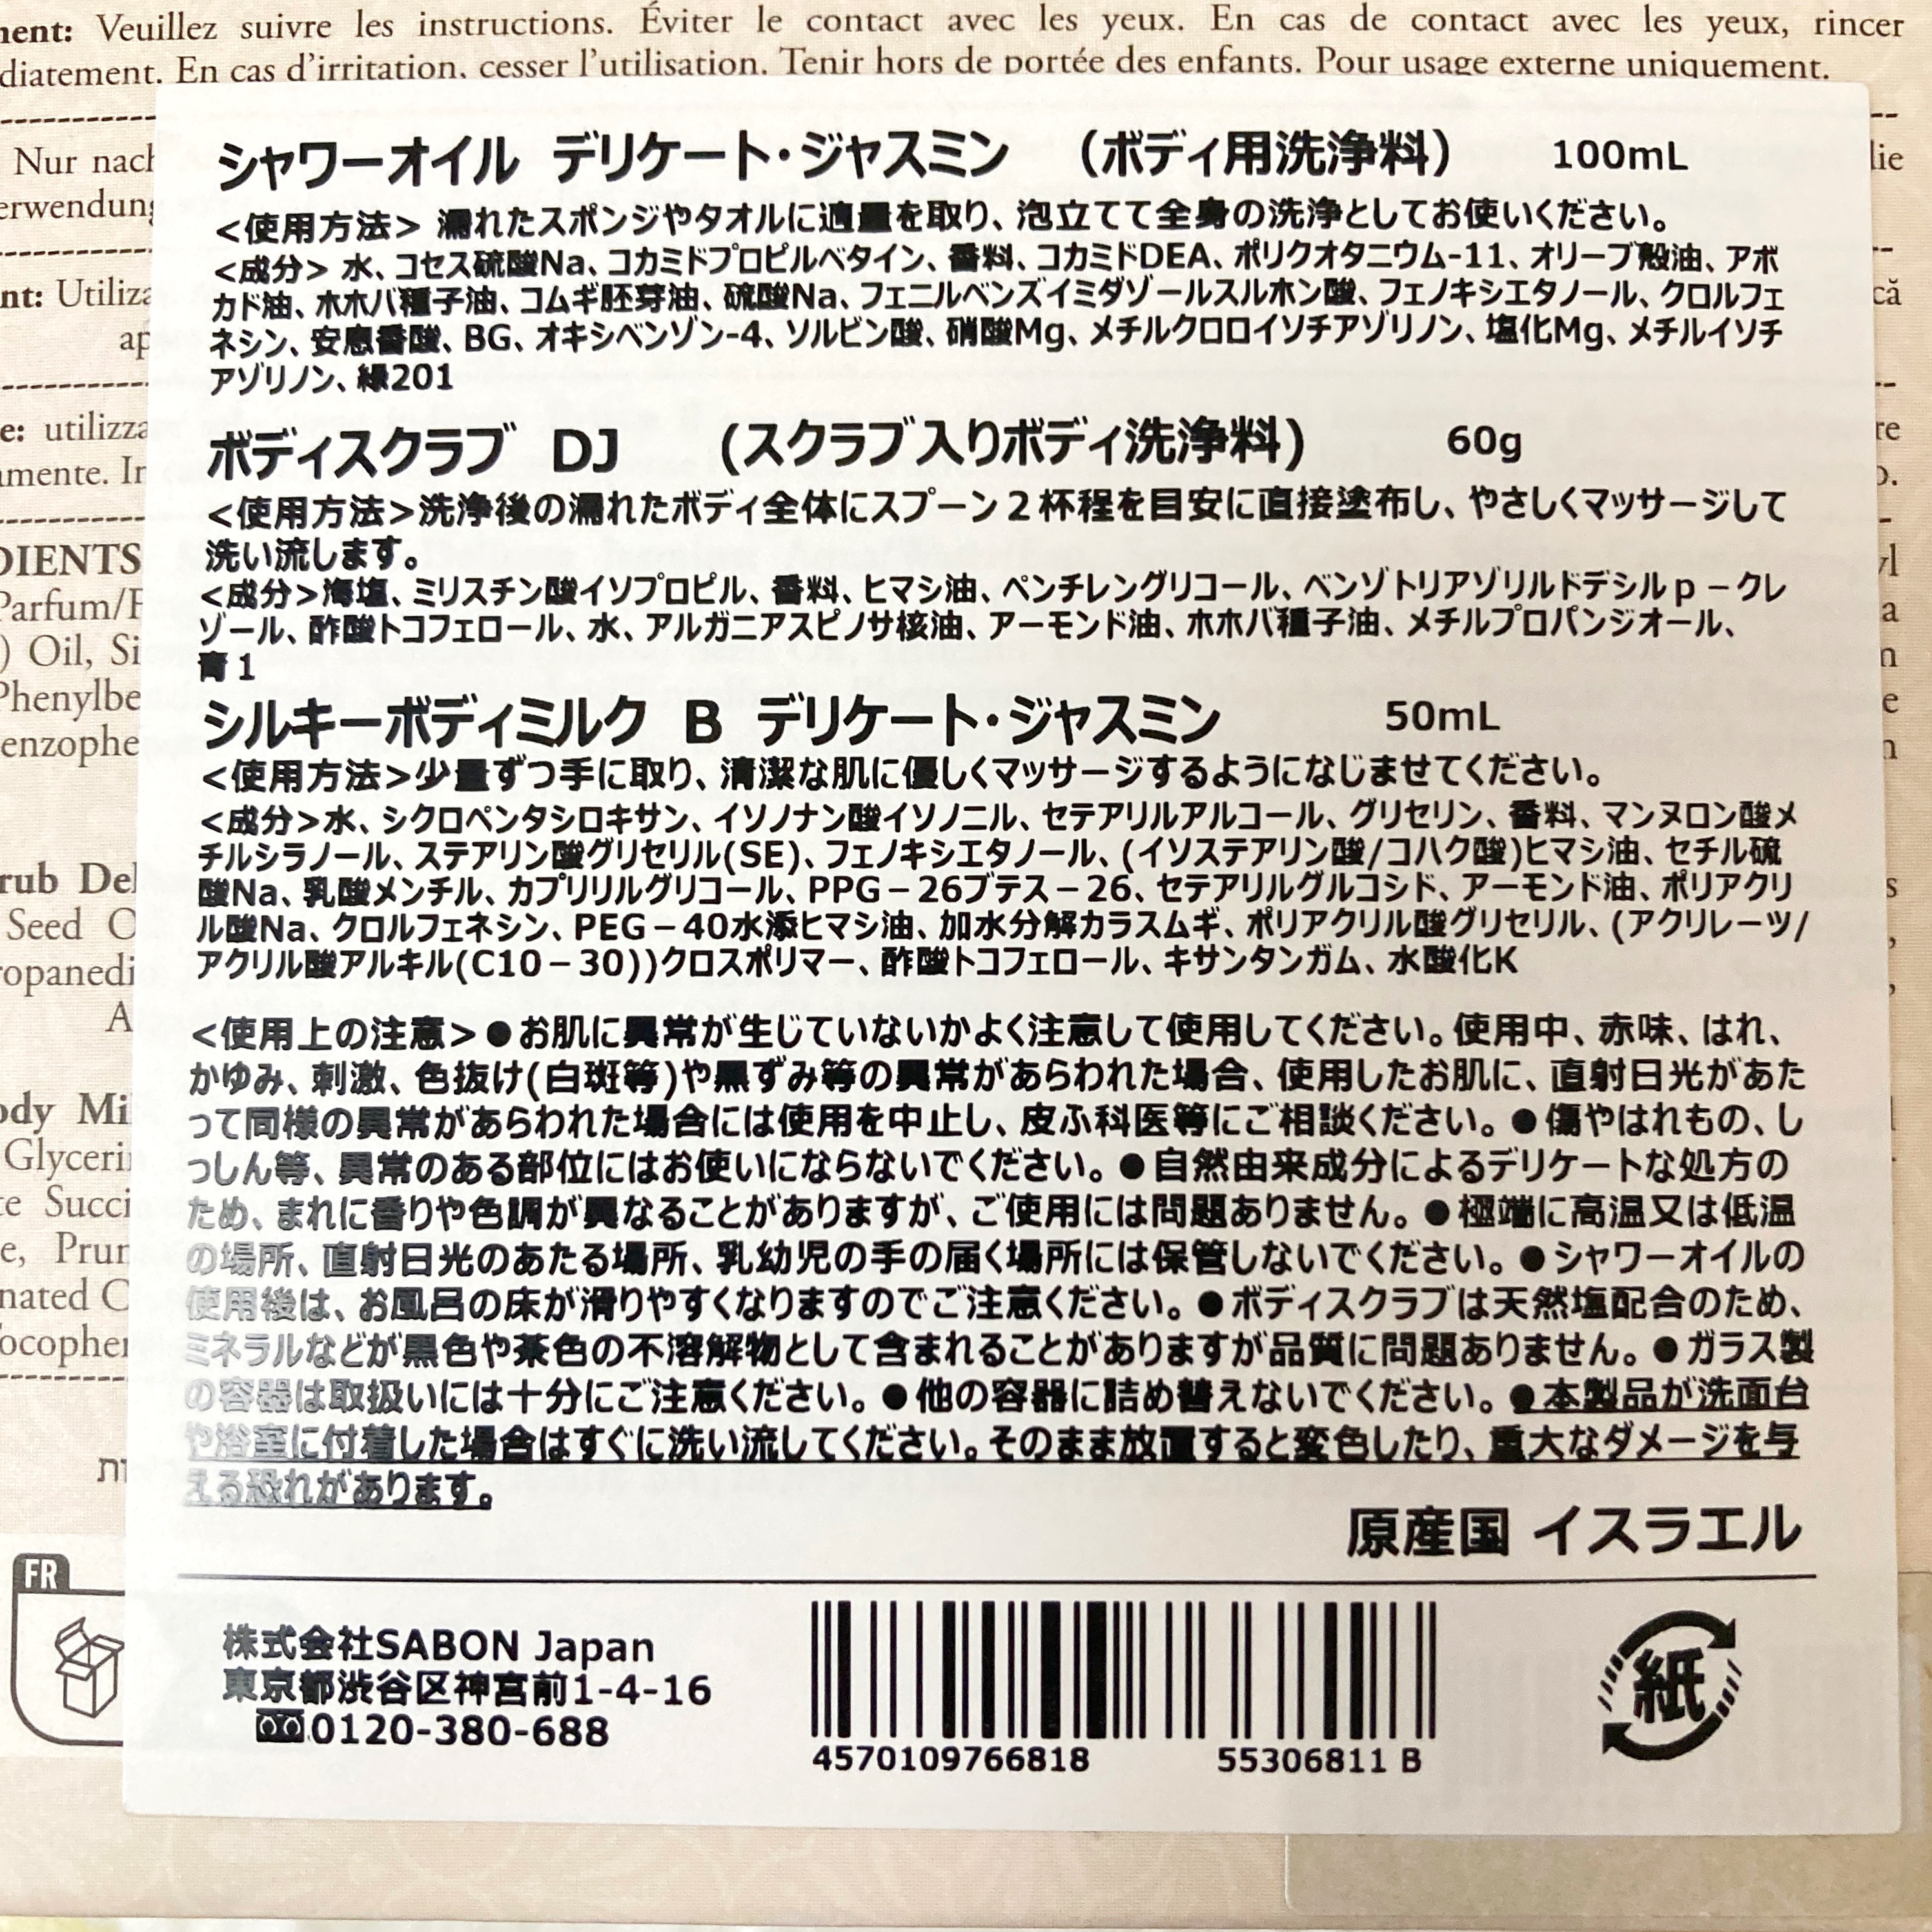 ment: Veuillez suivre les instructions. Éviter le contact avec les yeux. En cas de contact avec les yeux, rincer
diatement. En cas d'irritation, cesser l'utilisation. Tenir hors de portée des enfants. Pour usage externe uniquement.
Nur nach
シャワーオイル デリケート・ジャスミン （ボディ用洗浄料） 100mL
<使用方法> 濡れたスポンジやタオルに適量を取り、泡立てて全身の洗浄としてお使いください。
<成分> 水、コセス硫酸Na、コカミドプロピルベタイン、香料、コカミドDEA、ポリクオタニウム-11、オリーブ殻油、アボ
カド油、ホホバ種子油、コムギ胚芽油、硫酸Na、フェニルベンズイミダゾールスルホン酸、フェノキシエタノール、クロルフェ
ネシン、安息香酸、BG、オキシベンゾン-4、ソルビン酸、硝酸Mg、メチルクロロイソチアゾリノン、塩化Mg、メチルイソチ
アゾリノン、緑201
ボディスクラブ DJ (スクラブ入りボディ洗浄料) 60g
<使用方法>洗浄後の濡れたボディ全体にスプーン２杯程を目安に直接塗布し、やさしくマッサージして
洗い流します。
<成分>海塩、ミリスチン酸イソプロピル、香料、ヒマシ油、ペンチレングリコール、ベンゾトリアゾリルドデシルｐ－クレ
ゾール、酢酸トコフェロール、水、アルガニアスピノサ核油、アーモンド油、ホホバ種子油、メチルプロパンジオール、
青１
シルキーボディミルク B デリケート・ジャスミン 50mL
<使用方法>少量ずつ手に取り、清潔な肌に優しくマッサージするようになじませてください。
<成分>水、シクロペンタシロキサン、イソノナン酸イソノニル、セテアリルアルコール、グリセリン、香料、マンヌロン酸メ
チルシラノール、ステアリン酸グリセリル(SE)、フェノキシエタノール、(イソステアリン酸/コハク酸)ヒマシ油、セチル硫
酸Na、乳酸メンチル、カプリリルグリコール、PPG－26ブテス－26、セテアリルグルコシド、アーモンド油、ポリアクリ
ル酸Na、クロルフェネシン、PEG－40水添ヒマシ油、加水分解カラスムギ、ポリアクリル酸グリセリル、(アクリレーツ/
アクリル酸アルキル(C10－30))クロスポリマー、酢酸トコフェロール、キサンタンガム、水酸化K
<使用上の注意>●お肌に異常が生じていないかよく注意して使用してください。使用中、赤味、はれ、
かゆみ、刺激、色抜け(白斑等)や黒ずみ等の異常があらわれた場合、使用したお肌に、直射日光があた
って同様の異常があらわれた場合には使用を中止し、皮ふ科医等にご相談ください。●傷やはれもの、し
っしん等、異常のある部位にはお使いにならないでください。●自然由来成分によるデリケートな処方の
ため、まれに香りや色調が異なることがありますが、ご使用には問題ありません。●極端に高温又は低温
の場所、直射日光のあたる場所、乳幼児の手の届く場所には保管しないでください。●シャワーオイルの
使用後は、お風呂の床が滑りやすくなりますのでご注意ください。●ボディスクラブは天然塩配合のため、
ミネラルなどが黒色や茶色の不溶解物として含まれることがありますが品質に問題ありません。●ガラス製
の容器は取扱いには十分にご注意ください。●他の容器に詰め替えないでください。●本製品が洗面台
や浴室に付着した場合はすぐに洗い流してください。そのまま放置すると変色したり、重大なダメージを与
える恐れがあります。
原産国 イスラエル
FR
株式会社SABON Japan
東京都渋谷区神宮前1-4-16
0120-380-688
4570109766818 55306811 B
紙